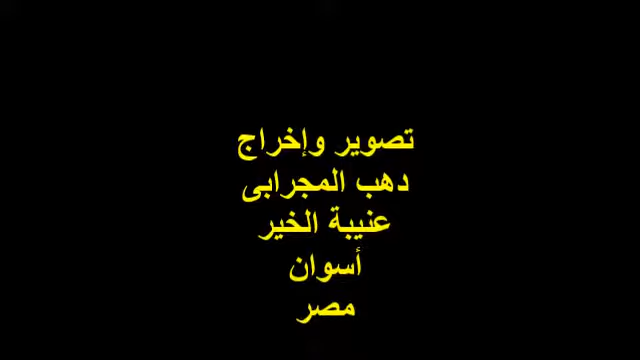 تصوير وإخراج
دهب المجرابى
عنيبة الخير
أسوان
مصر